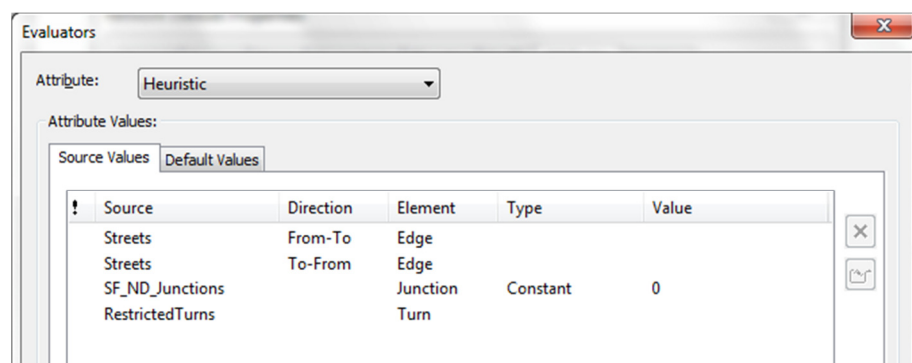 Evaluators
Attribute: Heuristic
Attribute Values:
Source Values Default Values
! Source Direction Element Type Value
Streets From-To Edge
Streets To-From Edge
SF_ND_Junctions Junction Constant 0
RestrictedTurns Turn